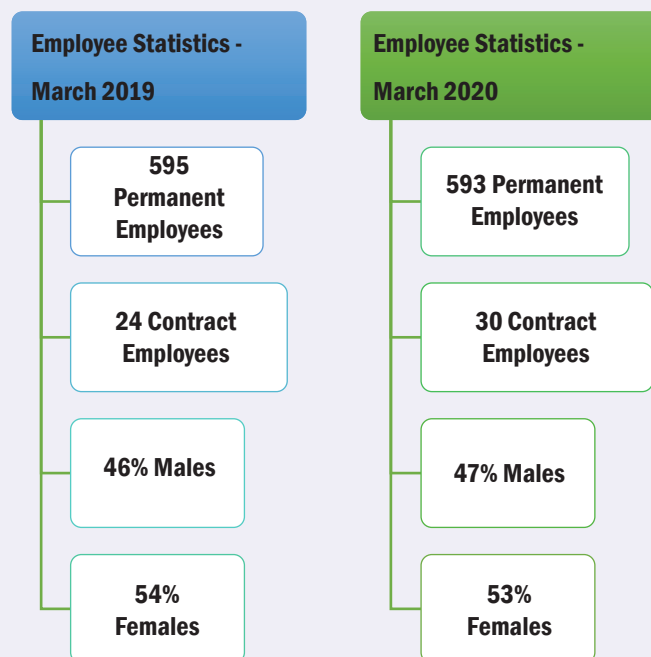 Employee Statistics -
March 2019
595
Permanent
Employees
24 Contract
Employees
46% Males
54%
Females
Employee Statistics -
March 2020
593 Permanent
Employees
30 Contract
Employees
47% Males
53%
Females